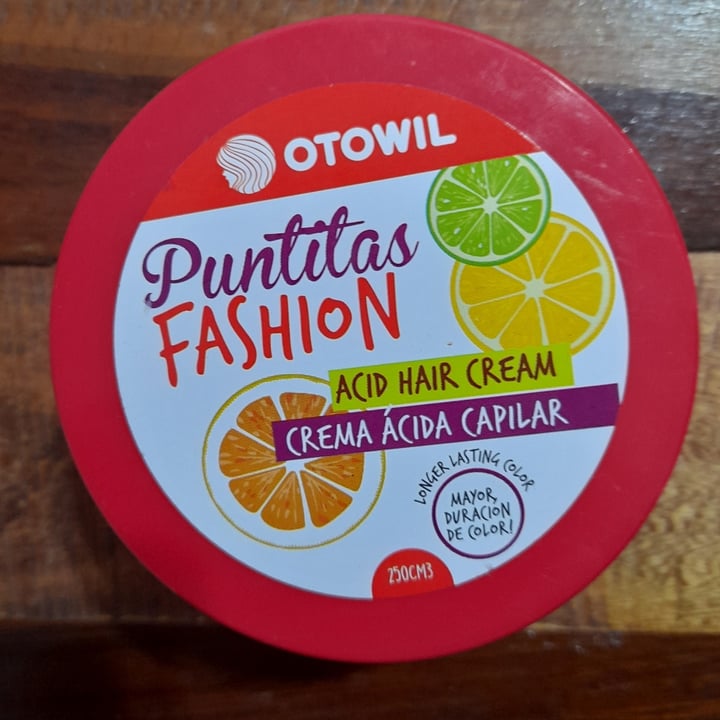 OTOWIL
Puntitas
FASHION
ACID HAIR CREAM
CREMA ÁCIDA CAPILAR
LONGER LASTING COLOR
MAYOR,
DURACION
DE COLOR!
250CM3